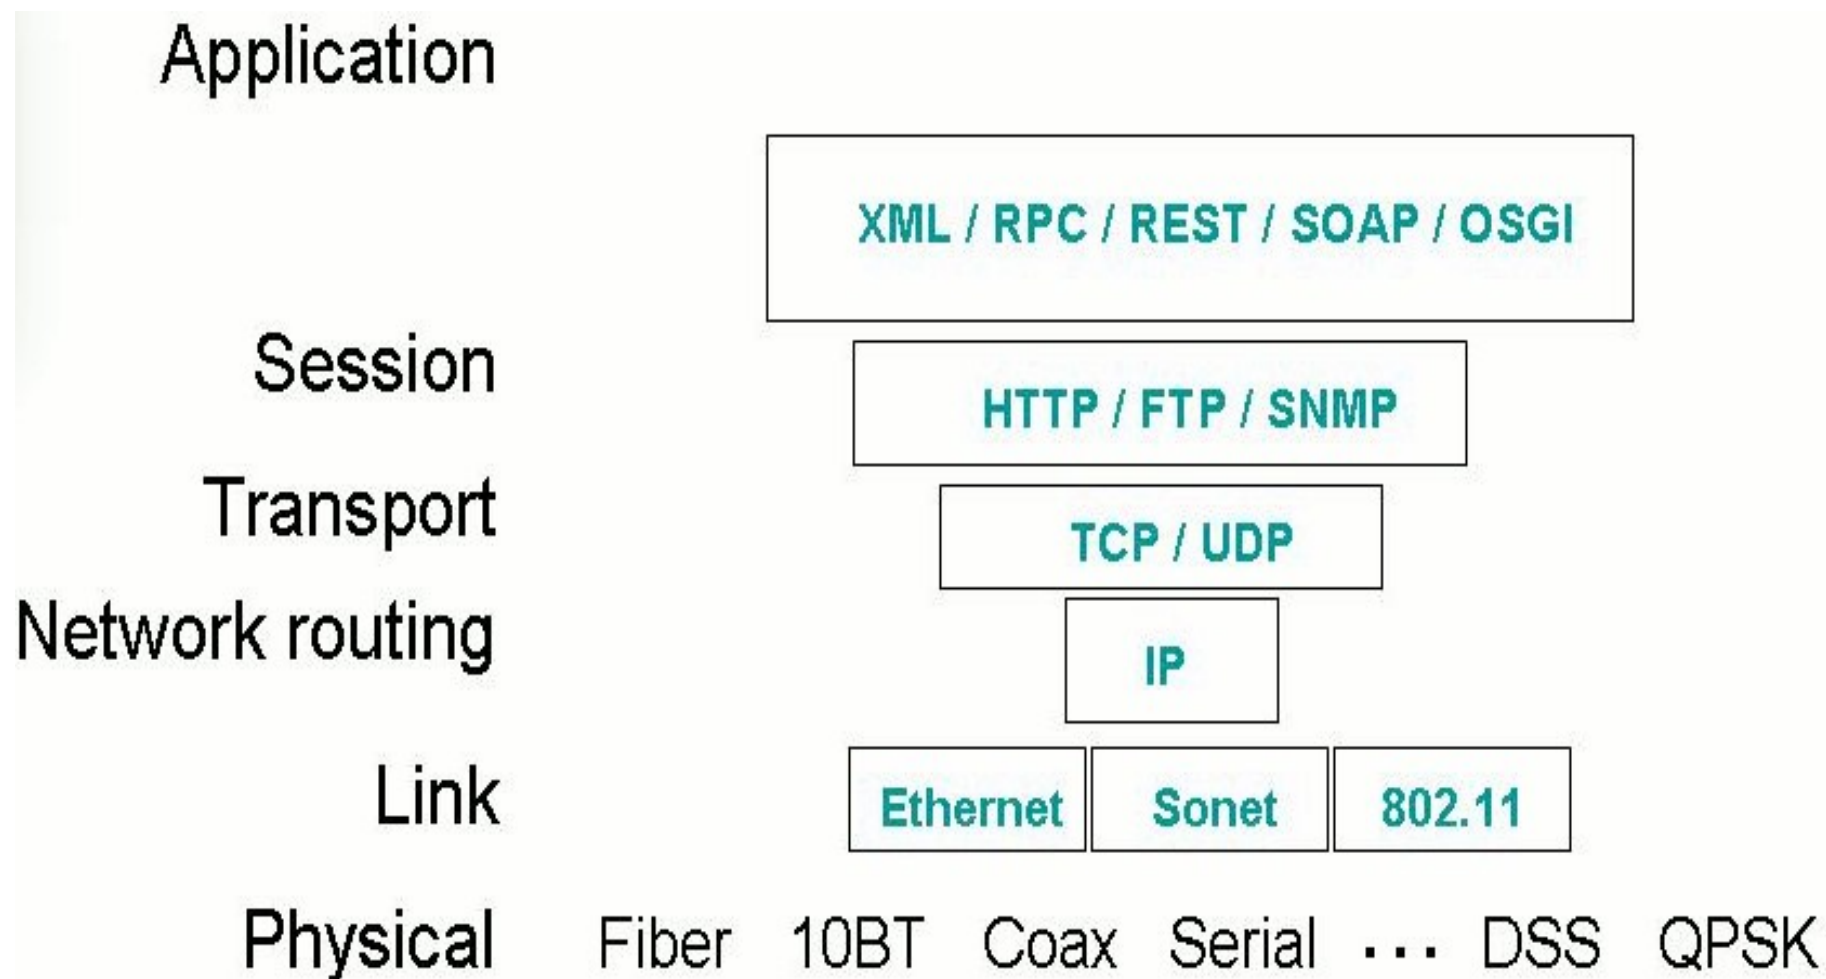 Application
XML / RPC / REST / SOAP / OSGI
Session
HTTP / FTP / SNMP
Transport
TCP / UDP
Network routing
IP
Link
Ethernet Sonet 802.11
Physical Fiber 10BT Coax Serial ... DSS QPSK